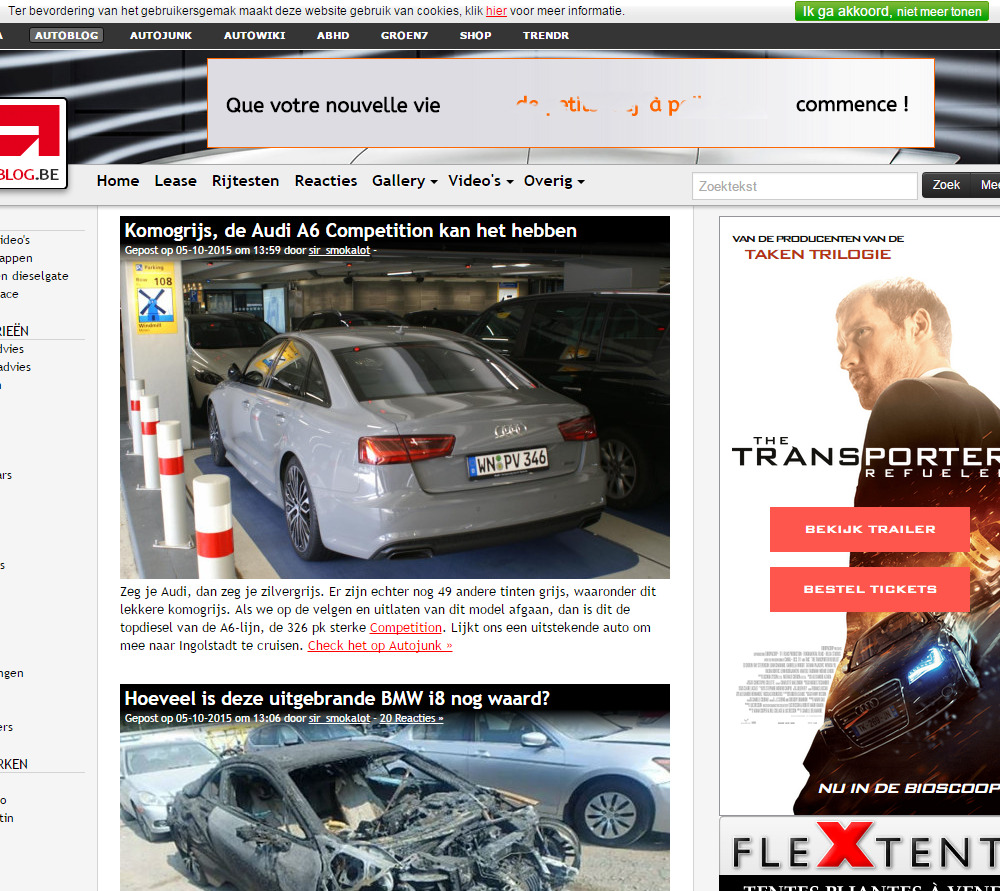 Ter bevordering van het gebruikersgemak maakt deze website gebruik van cookies, klik hier voor meer informatie.
Ik ga akkoord, niet meer tonen
AUTOBLOG AUTOJUNK AUTOWIKI ABHD GROEN7 SHOP TRENDR
Que votre nouvelle vie
commence !
BLOG.BE
Home Lease Rijtesten Reacties Gallery Video's Overig
Zoektekst
Zoek
ideo's
appen
en dieselgate
ace
RIEËN
dvies
advies
ars
s
ngen
ers
RKEN
o
tin
Komogrijs, de Audi A6 Competition kan het hebben
Gepost op 05-10-2015 om 13:59 door sir_smokalot -
Parking
Row 108
Windmill
WN PV 346
Zeg je Audi, dan zeg je zilvergrijs. Er zijn echter nog 49 andere tinten grijs, waaronder dit
lekkere komogrijs. Als we op de velgen en uitlaten van dit model afgaan, dan is dit de
topdiesel van de A6-lijn, de 326 pk sterke Competition. Lijkt ons een uitstekende auto om
mee naar Ingolstadt te cruisen. Check het op Autojunk »
Hoeveel is deze uitgebrande BMW i8 nog waard?
Gepost op 05-10-2015 om 13:06 door sir_smokalot - 20 Reacties »
VAN DE PRODUCENTEN VAN DE
TAKEN TRILOGIE
THE
TRANSPORTER
REFUELE
BEKIJK TRAILER
BESTEL TICKETS
NU IN DE BIOSCOOP
FLEXTENT
TENTES PLIANTES À VEN